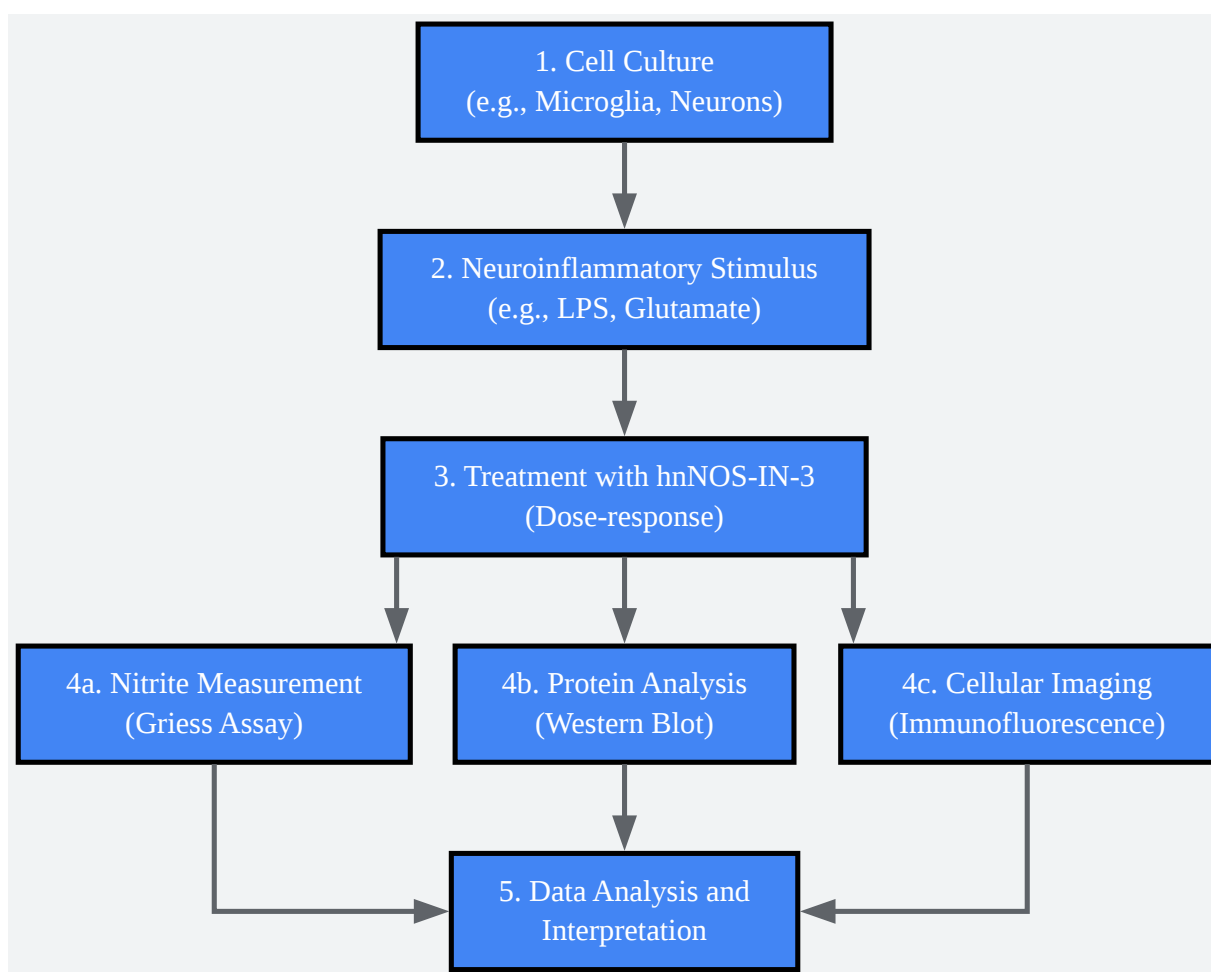 1. Cell Culture
(e.g., Microglia, Neurons)
2. Neuroinflammatory Stimulus
(e.g., LPS, Glutamate)
3. Treatment with hnNOS-IN-3
(Dose-response)
4a. Nitrite Measurement
(Griess Assay)
4b. Protein Analysis
(Western Blot)
4c. Cellular Imaging
(Immunofluorescence)
5. Data Analysis and
Interpretation